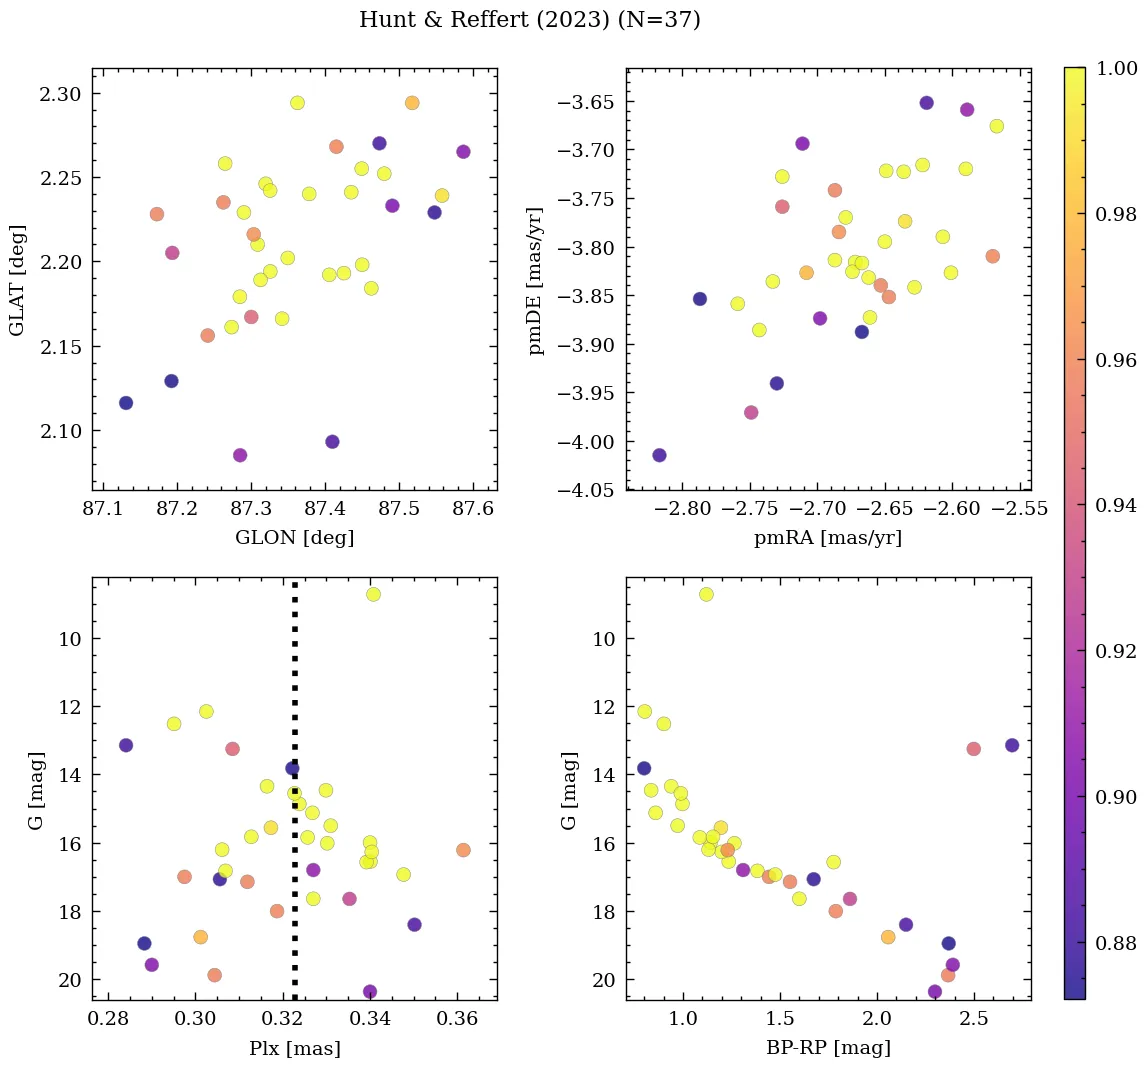 Hunt & Reffert (2023) (N=37)
2.30
2.25
2.20
2.15
2.10
GLAT [deg]
87.1 87.2 87.3 87.4 87.5 87.6
GLON [deg]
−3.65
−3.70
−3.75
−3.80
−3.85
−3.90
−3.95
−4.00
−4.05
pmDE [mas/yr]
−2.80 −2.75 −2.70 −2.65 −2.60 −2.55
pmRA [mas/yr]
10
12
14
16
18
20
G [mag]
0.28 0.30 0.32 0.34 0.36
Plx [mas]
10
12
14
16
18
20
G [mag]
1.0 1.5 2.0 2.5
BP-RP [mag]
1.00
0.98
0.96
0.94
0.92
0.90
0.88